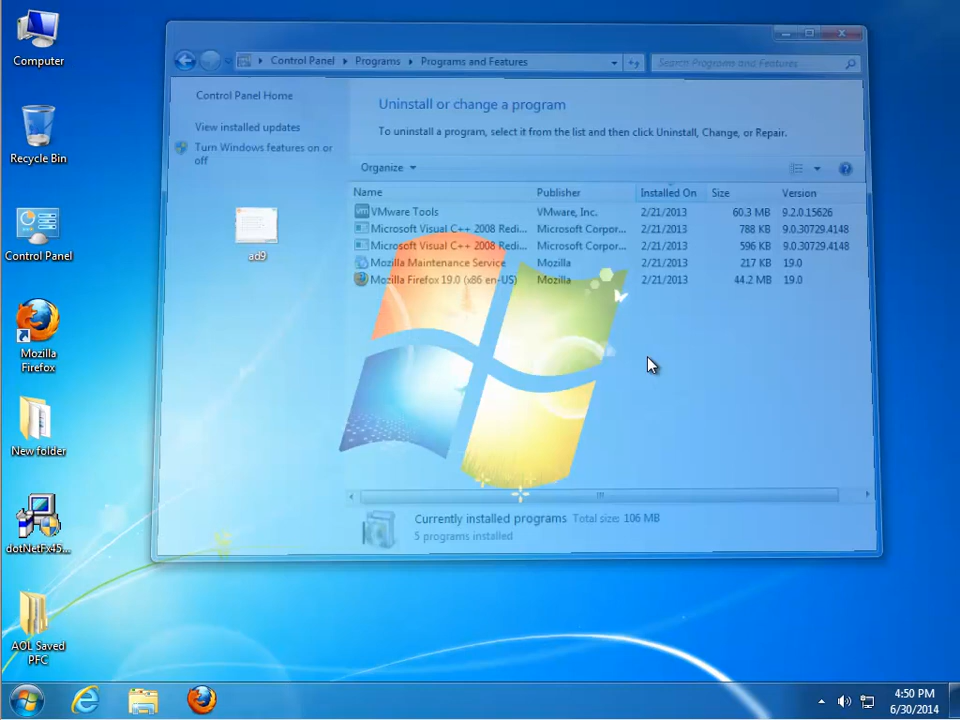 Computer
Recycle Bin
Control Panel
Mozilla
Firefox
New folder
dotNetFx45...
AOL Saved
PFC
Control Panel Programs Programs and Features
Search Programs and Features
Control Panel Home
View installed updates
Turn Windows features on or
off
ad9
Uninstall or change a program
To uninstall a program, select it from the list and then click Uninstall, Change, or Repair.
Organize
Name Publisher Installed On Size Version
VMware Tools VMware, Inc. 2/21/2013 60.3 MB 9.2.0.15626
Microsoft Visual C++ 2008 Redi... Microsoft Corpor... 2/21/2013 788 KB 9.0.30729.4148
Microsoft Visual C++ 2008 Redi... Microsoft Corpor... 2/21/2013 596 KB 9.0.30729.4148
Mozilla Maintenance Service Mozilla 2/21/2013 217 KB 19.0
Mozilla Firefox 19.0 (x86 en-US) Mozilla 2/21/2013 44.2 MB 19.0
Currently installed programs Total size: 106 MB
5 programs installed
4:50 PM
6/30/2014